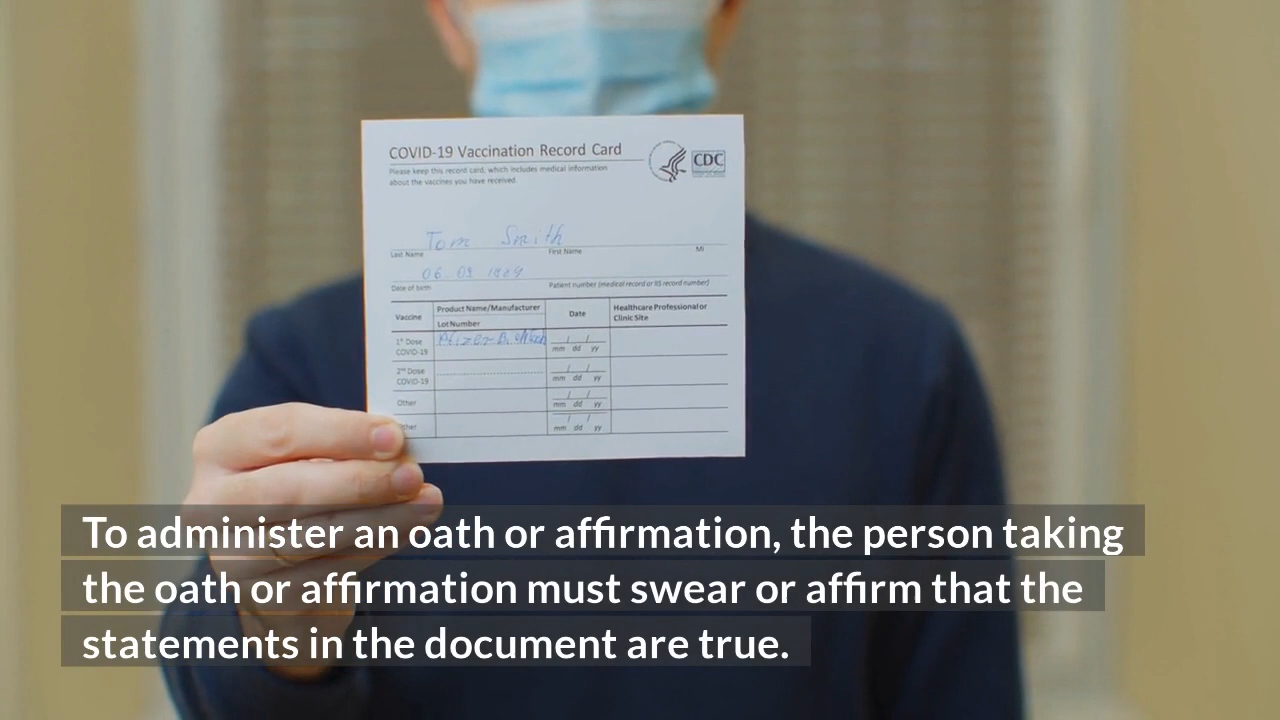 COVID-19 Vaccination Record Card
Please keep this record card, which includes medical information
about the vaccines you have received.
CDC
Tom Smith
Last Name First Name MI
06 09 1989
Date of birth Patient number (medical record or IIS record number)
Vaccine Product Name/Manufacturer Date Healthcare Professional or
Lot Number Clinic Site
1st Dose
COVID-19 mm dd yy
2nd Dose
COVID-19 mm dd yy
Other mm dd yy
Other mm dd yy
To administer an oath or affirmation, the person taking
the oath or affirmation must swear or affirm that the
statements in the document are true.